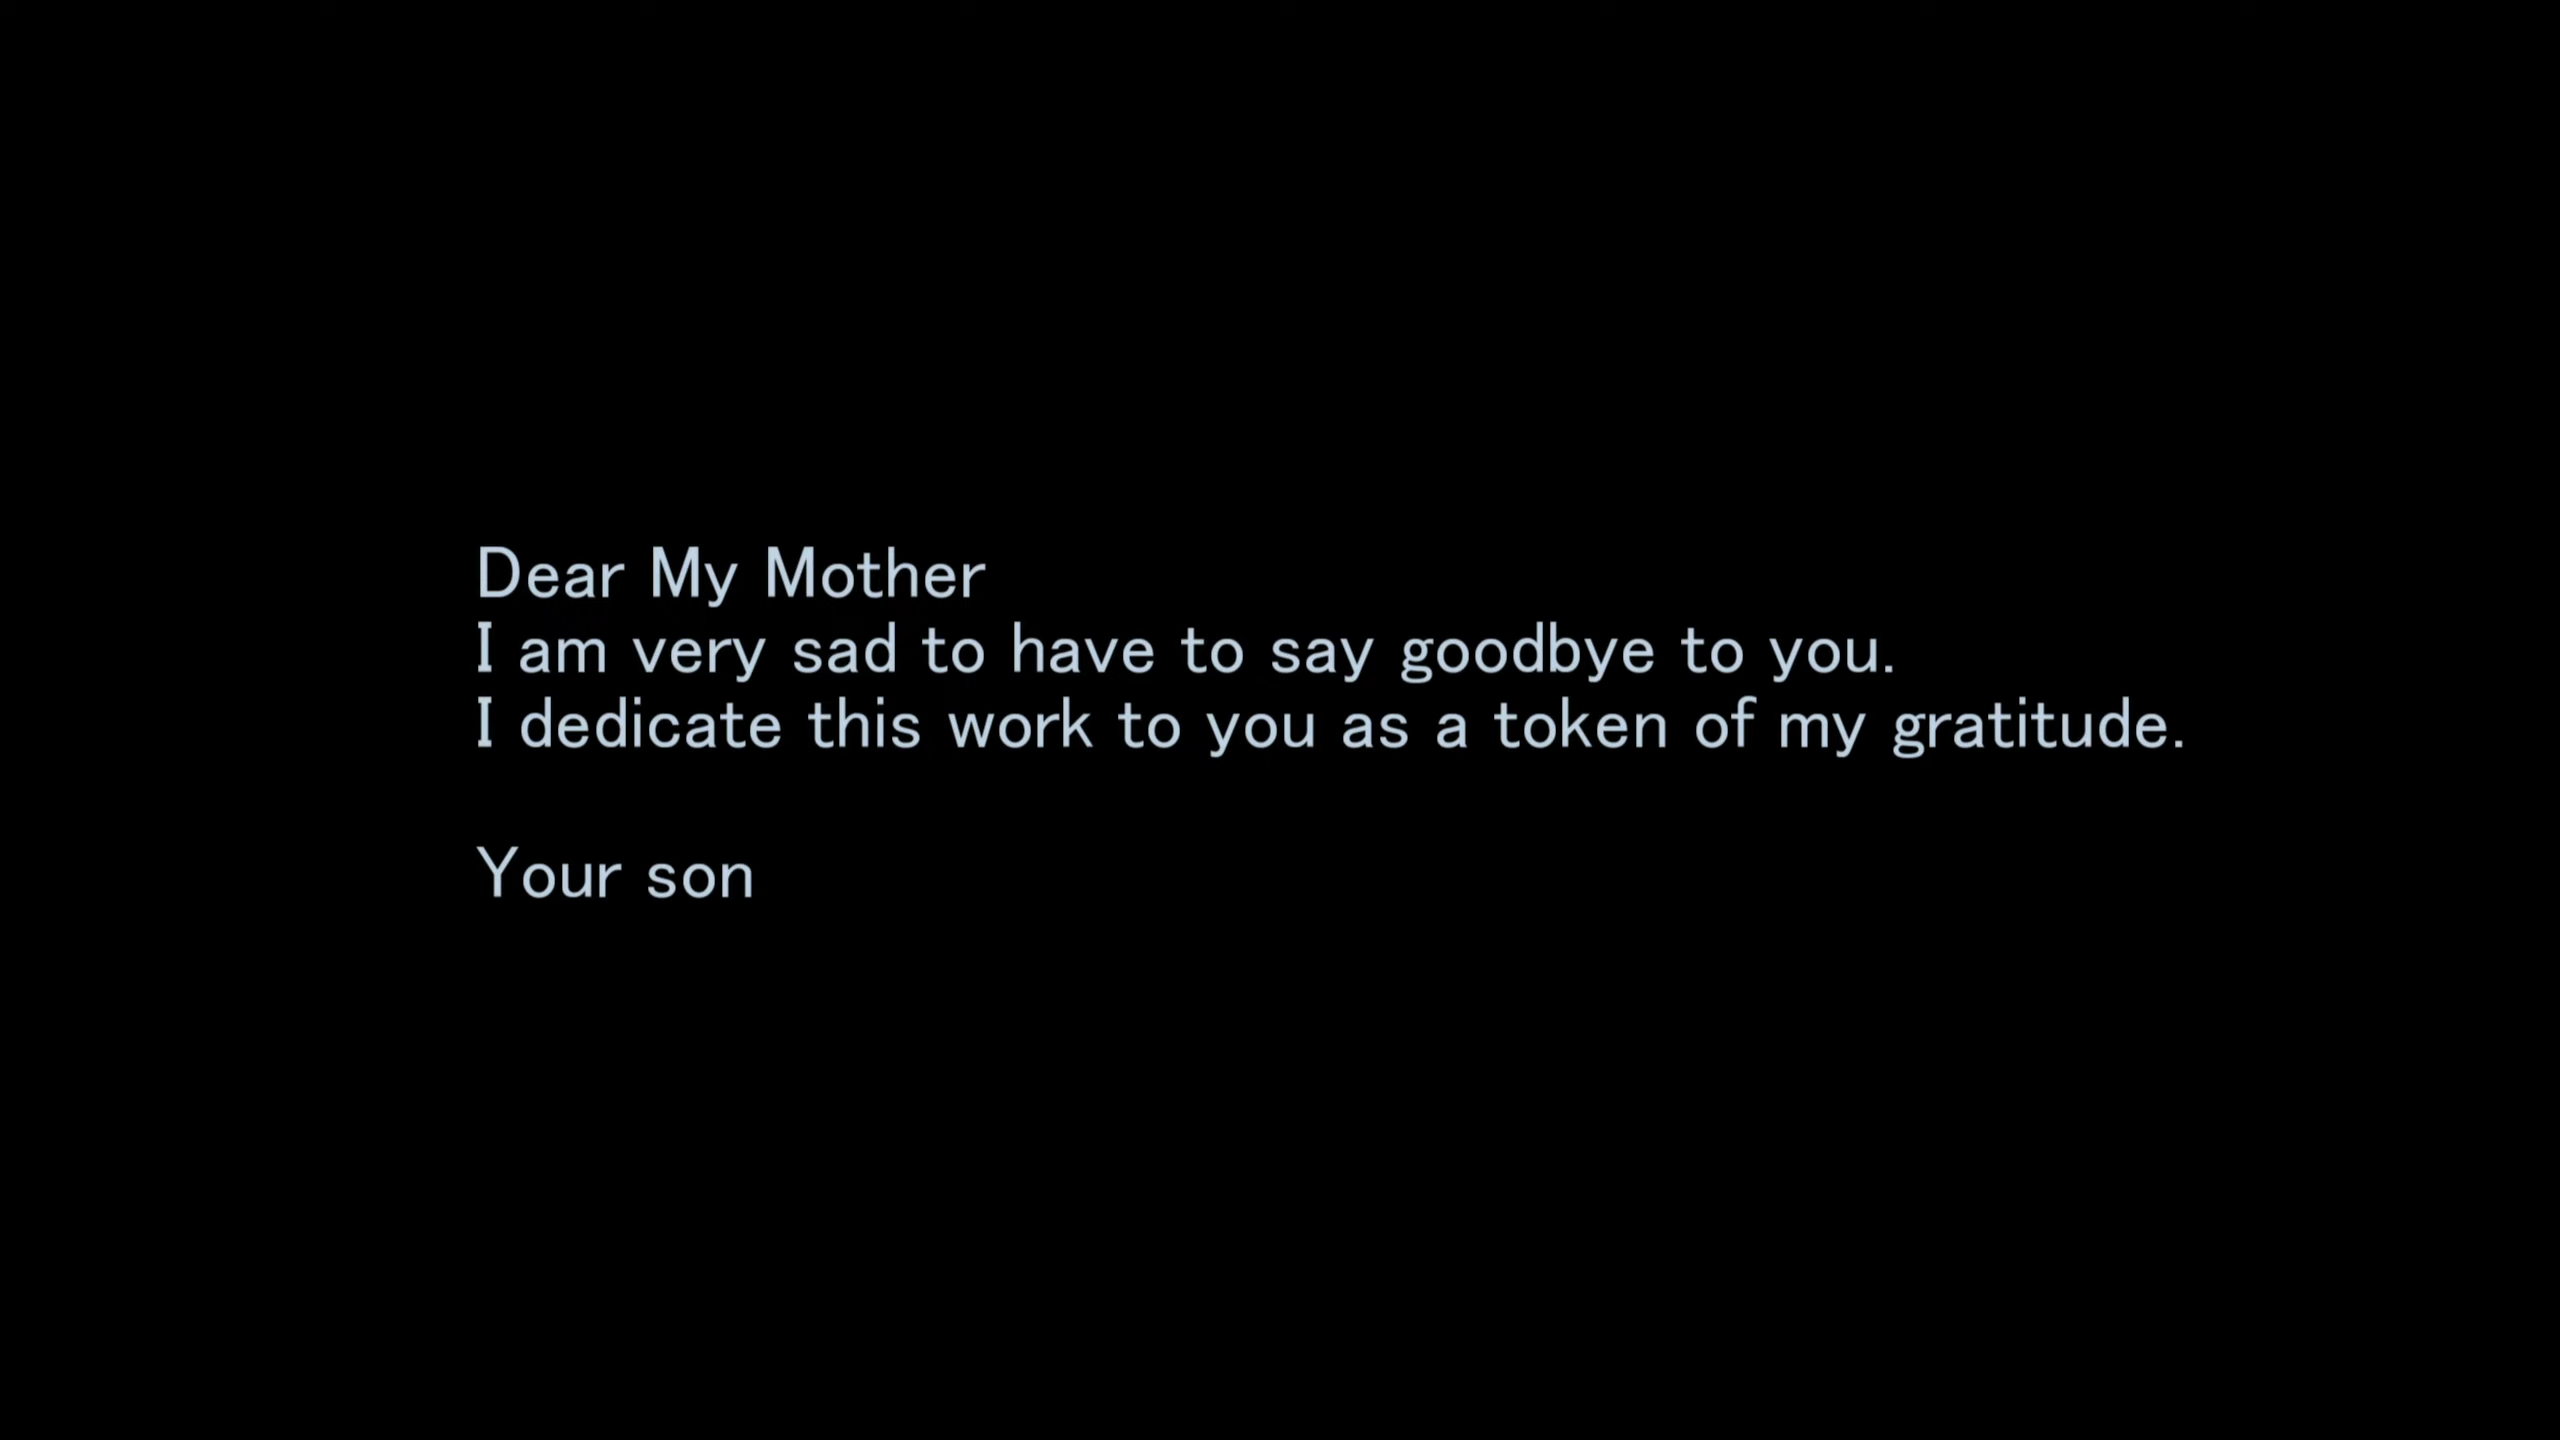 Dear My Mother
I am very sad to have to say goodbye to you.
I dedicate this work to you as a token of my gratitude.
Your son